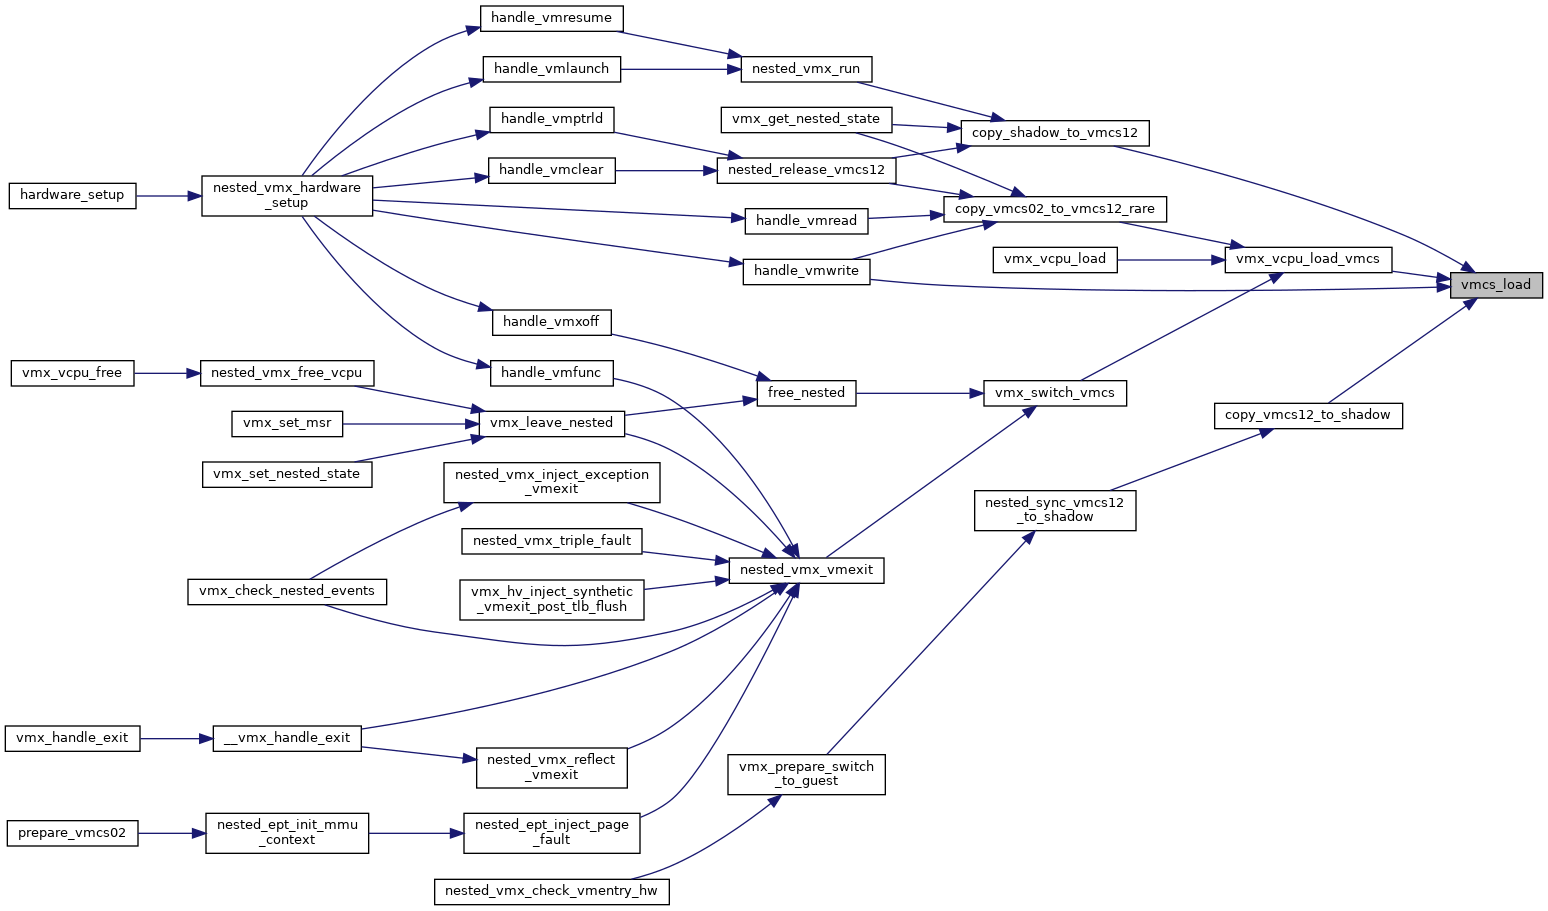 handle_vmresume
handle_vmlaunch
nested_vmx_run
handle_vmptrld
vmx_get_nested_state
copy_shadow_to_vmcs12
handle_vmclear
nested_release_vmcs12
hardware_setup
nested_vmx_hardware
_setup
handle_vmread
copy_vmcs02_to_vmcs12_rare
handle_vmwrite
vmx_vcpu_load
vmx_vcpu_load_vmcs
vmcs_load
handle_vmxoff
vmx_vcpu_free
nested_vmx_free_vcpu
handle_vmfunc
free_nested
vmx_switch_vmcs
copy_vmcs12_to_shadow
vmx_set_msr
vmx_leave_nested
vmx_set_nested_state
nested_vmx_inject_exception
_vmexit
nested_sync_vmcs12
_to_shadow
nested_vmx_triple_fault
nested_vmx_vmexit
vmx_check_nested_events
vmx_hv_inject_synthetic
_vmexit_post_tlb_flush
vmx_handle_exit
__vmx_handle_exit
nested_vmx_reflect
_vmexit
vmx_prepare_switch
_to_guest
prepare_vmcs02
nested_ept_init_mmu
_context
nested_ept_inject_page
_fault
nested_vmx_check_vmentry_hw